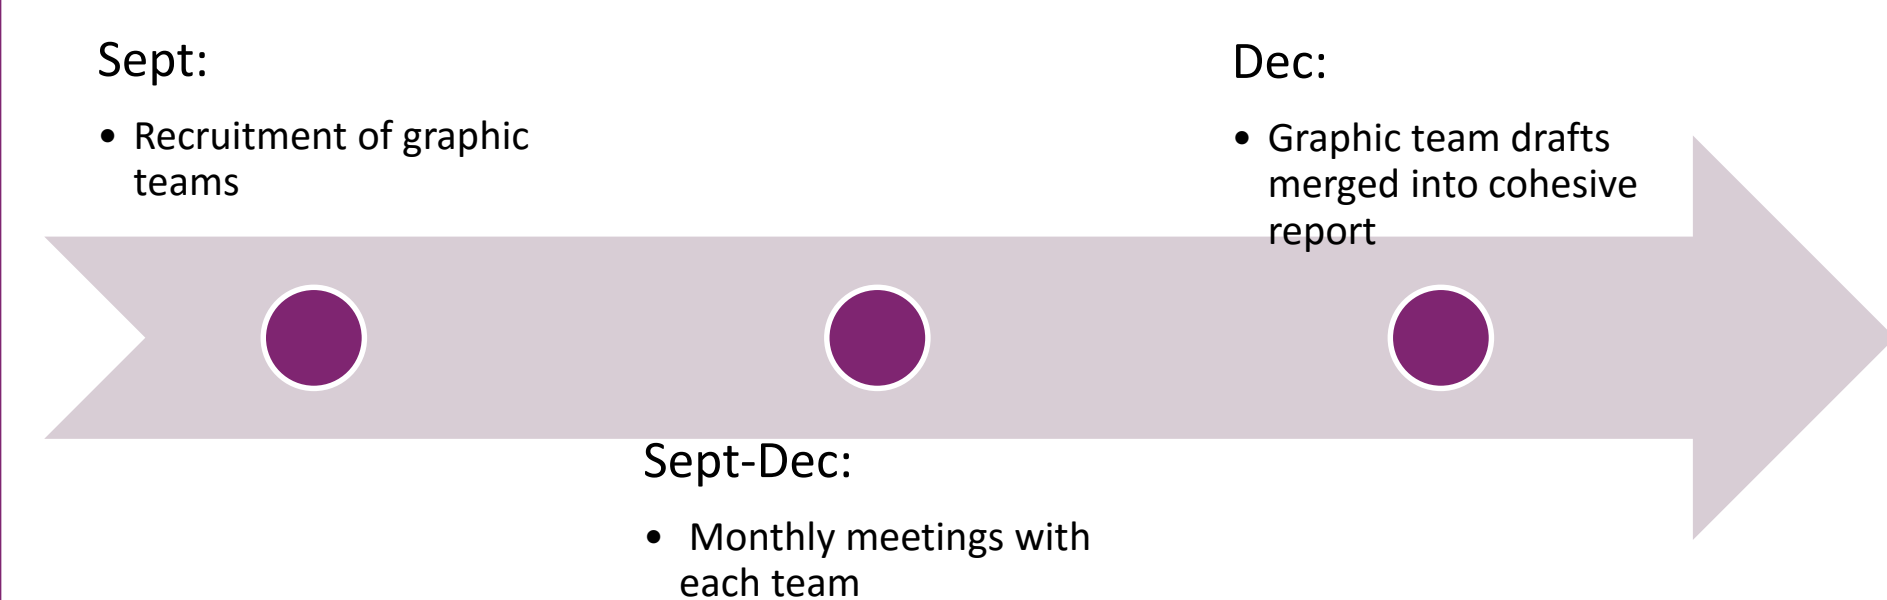 Sept:
• Recruitment of graphic
teams
Sept-Dec:
• Monthly meetings with
each team
Dec:
• Graphic team drafts
merged into cohesive
report